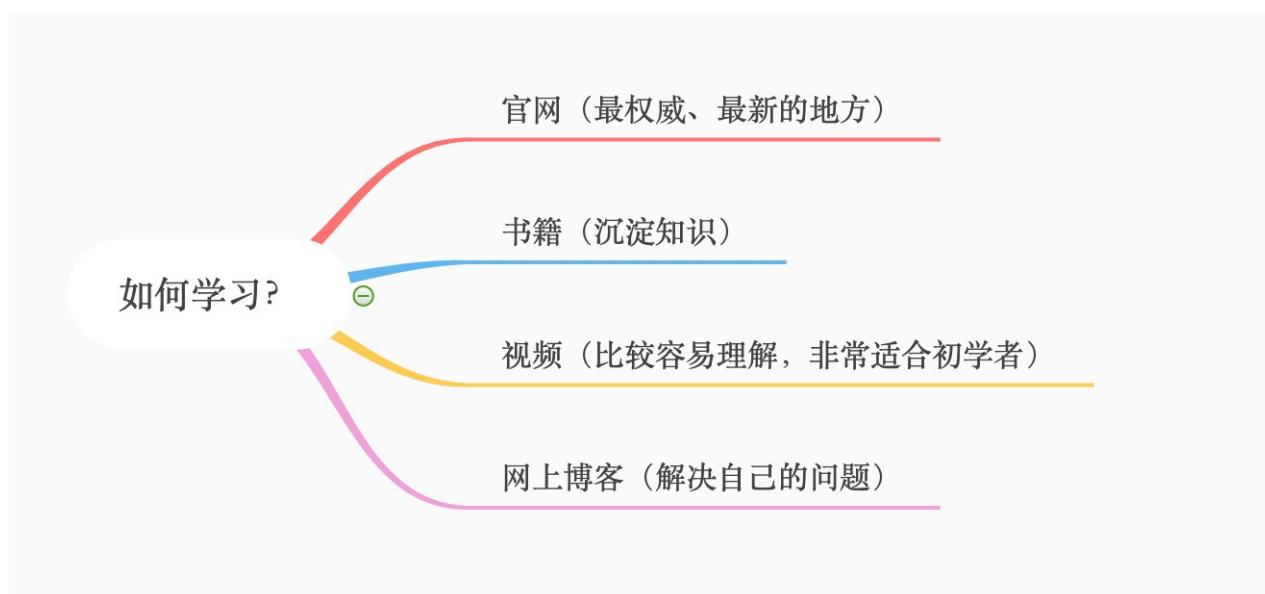 如何学习?
官网（最权威、最新的地方）
书籍（沉淀知识）
视频（比较容易理解，非常适合初学者）
网上博客（解决自己的问题）